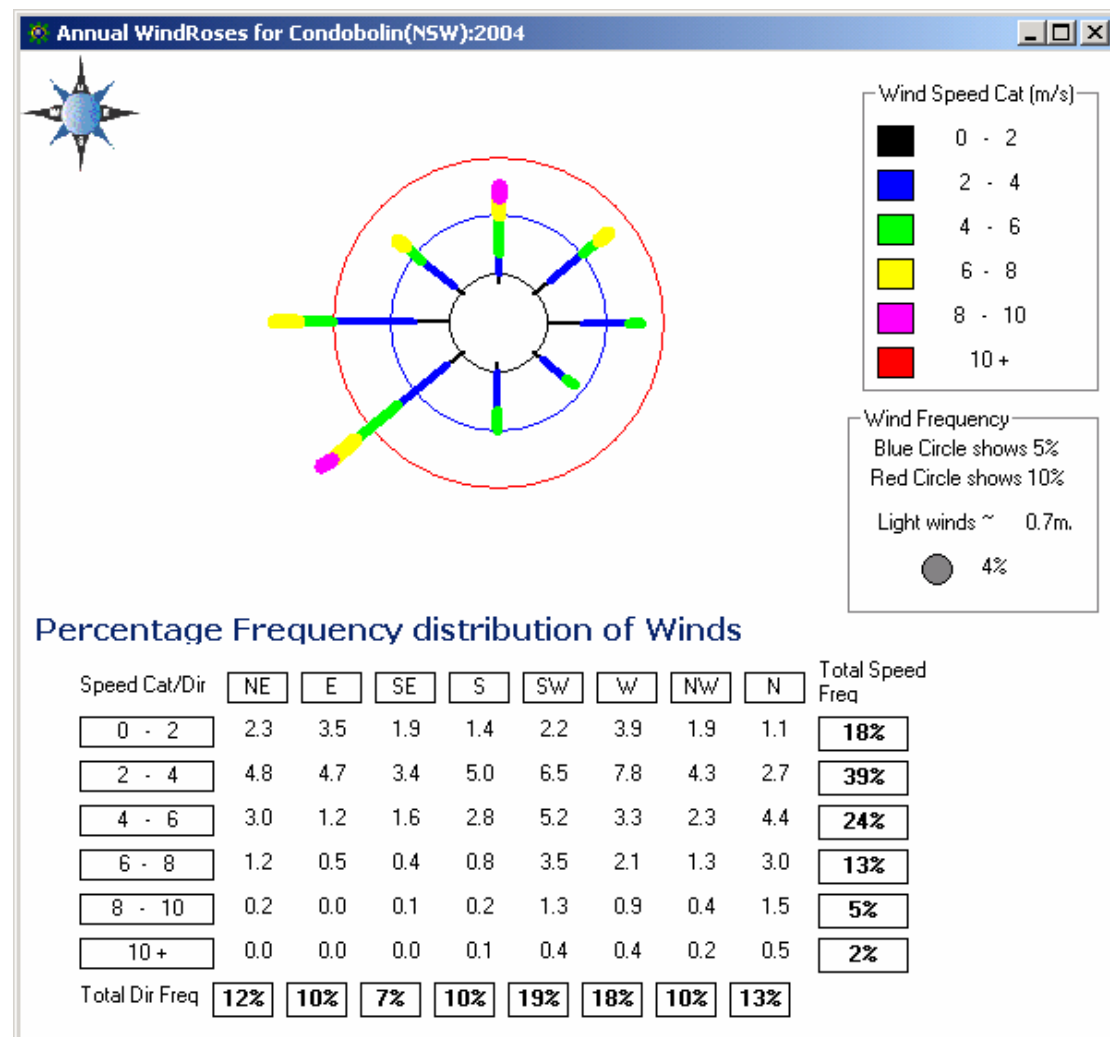 Annual WindRoses for Condobolin(NSW):2004
Wind Speed Cat (m/s)
0 - 2
2 - 4
4 - 6
6 - 8
8 - 10
10 +
Wind Frequency
Blue Circle shows 5%
Red Circle shows 10%
Light winds ~ 0.7m.
4%
Percentage Frequency distribution of Winds
Speed Cat/Dir NE E SE S SW W NW N Total Speed Freq
0 - 2 2.3 3.5 1.9 1.4 2.2 3.9 1.9 1.1 18%
2 - 4 4.8 4.7 3.4 5.0 6.5 7.8 4.3 2.7 39%
4 - 6 3.0 1.2 1.6 2.8 5.2 3.3 2.3 4.4 24%
6 - 8 1.2 0.5 0.4 0.8 3.5 2.1 1.3 3.0 13%
8 - 10 0.2 0.0 0.1 0.2 1.3 0.9 0.4 1.5 5%
10 + 0.0 0.0 0.0 0.1 0.4 0.4 0.2 0.5 2%
Total Dir Freq 12% 10% 7% 10% 19% 18% 10% 13%